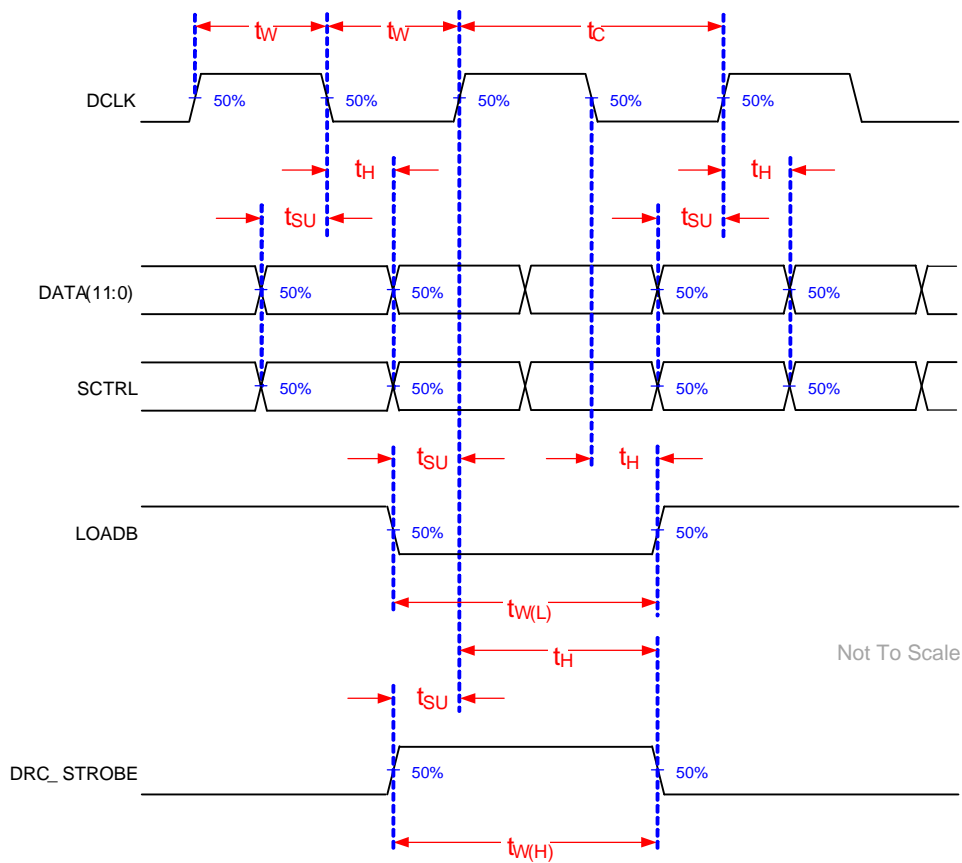 tW tW tC
DCLK 50% 50% 50% 50% 50%
tH tH
tSU tSU
DATA(11:0) 50% 50% 50% 50%
SCTRL 50% 50% 50% 50%
tSU tH
LOADB 50% 50%
tW(L)
tH Not To Scale
tSU
DRC_ STROBE 50% 50%
tW(H)